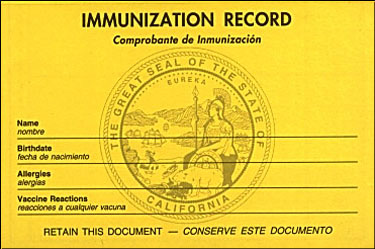 IMMUNIZATION RECORD
Comprobante de Inmunización
THE GREAT SEAL OF THE STATE OF CALIFORNIA
EUREKA
Name
nombre
Birthdate
fecha de nacimiento
Allergies
alergias
Vaccine Reactions
reacciones a cualquier vacuna
RETAIN THIS DOCUMENT — CONSERVE ESTE DOCUMENTO